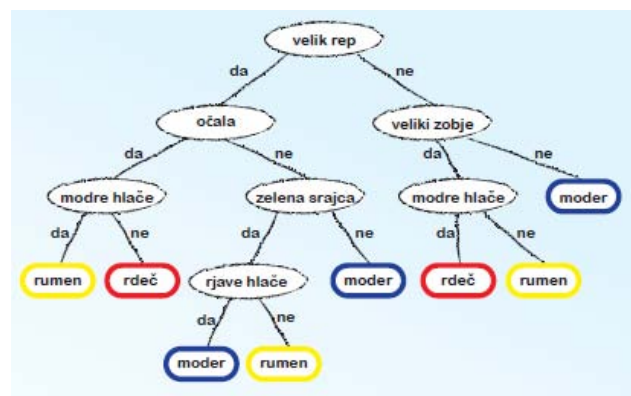 velik rep
da
ne
očala
veliki zobje
da
ne
da
ne
modre hlače
zelena srajca
modre hlače
moder
da
ne
da
ne
da
ne
rumen
rdeč
rjave hlače
moder
rdeč
rumen
da
ne
moder
rumen